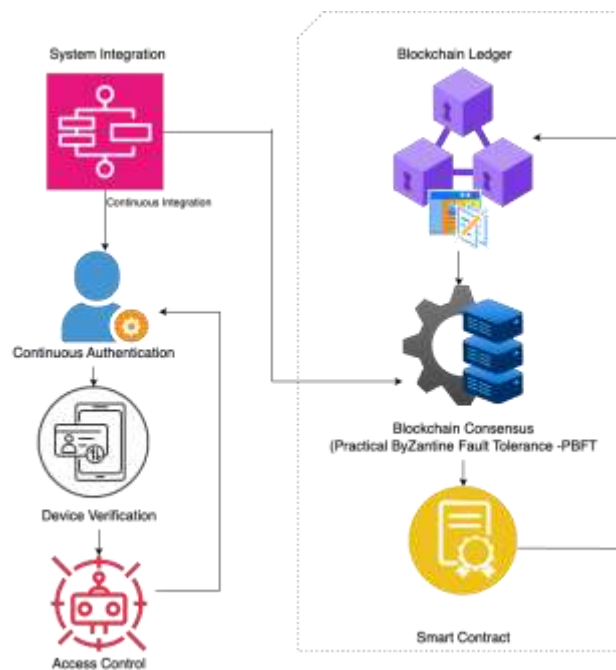 System Integration
Continuous Integration
Continuous Authentication
Device Verification
Access Control
Blockchain Ledger
Blockchain Consensus
(Practical ByZantine Fault Tolerance -PBFT
Smart Contract